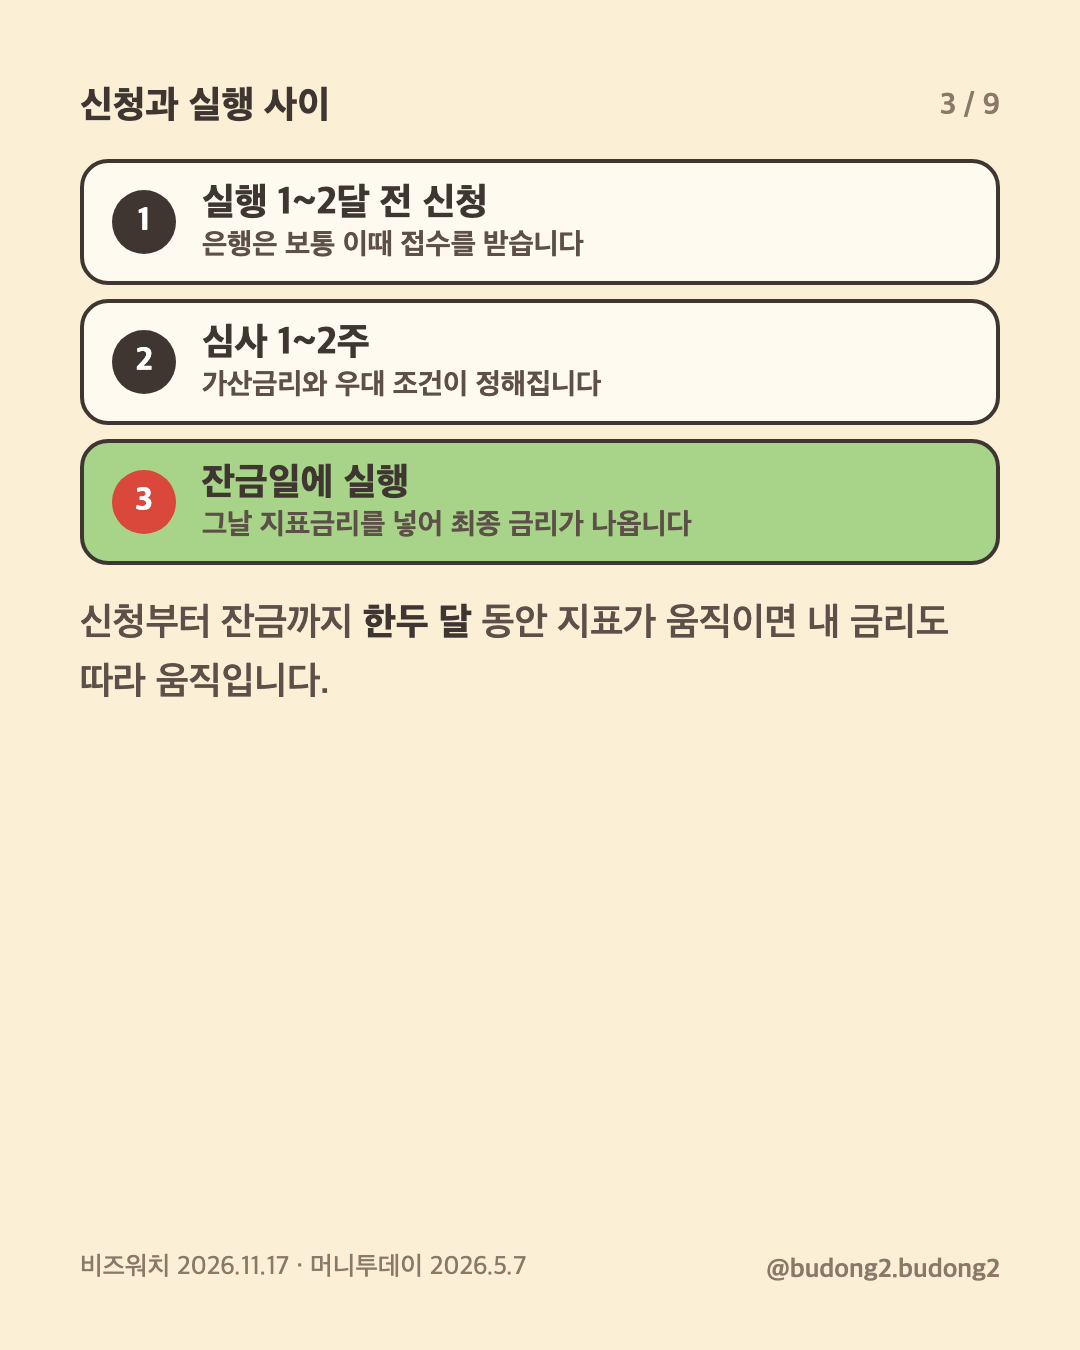 신청과 실행 사이
3 / 9
1
실행 1~2달 전 신청
은행은 보통 이때 접수를 받습니다
2
심사 1~2주
가산금리와 우대 조건이 정해집니다
3
잔금일에 실행
그날 지표금리를 넣어 최종 금리가 나옵니다
신청부터 잔금까지 한두 달 동안 지표가 움직이면 내 금리도
따라 움직입니다.
비즈워치 2026.11.17 · 머니투데이 2026.5.7
@budong2.budong2